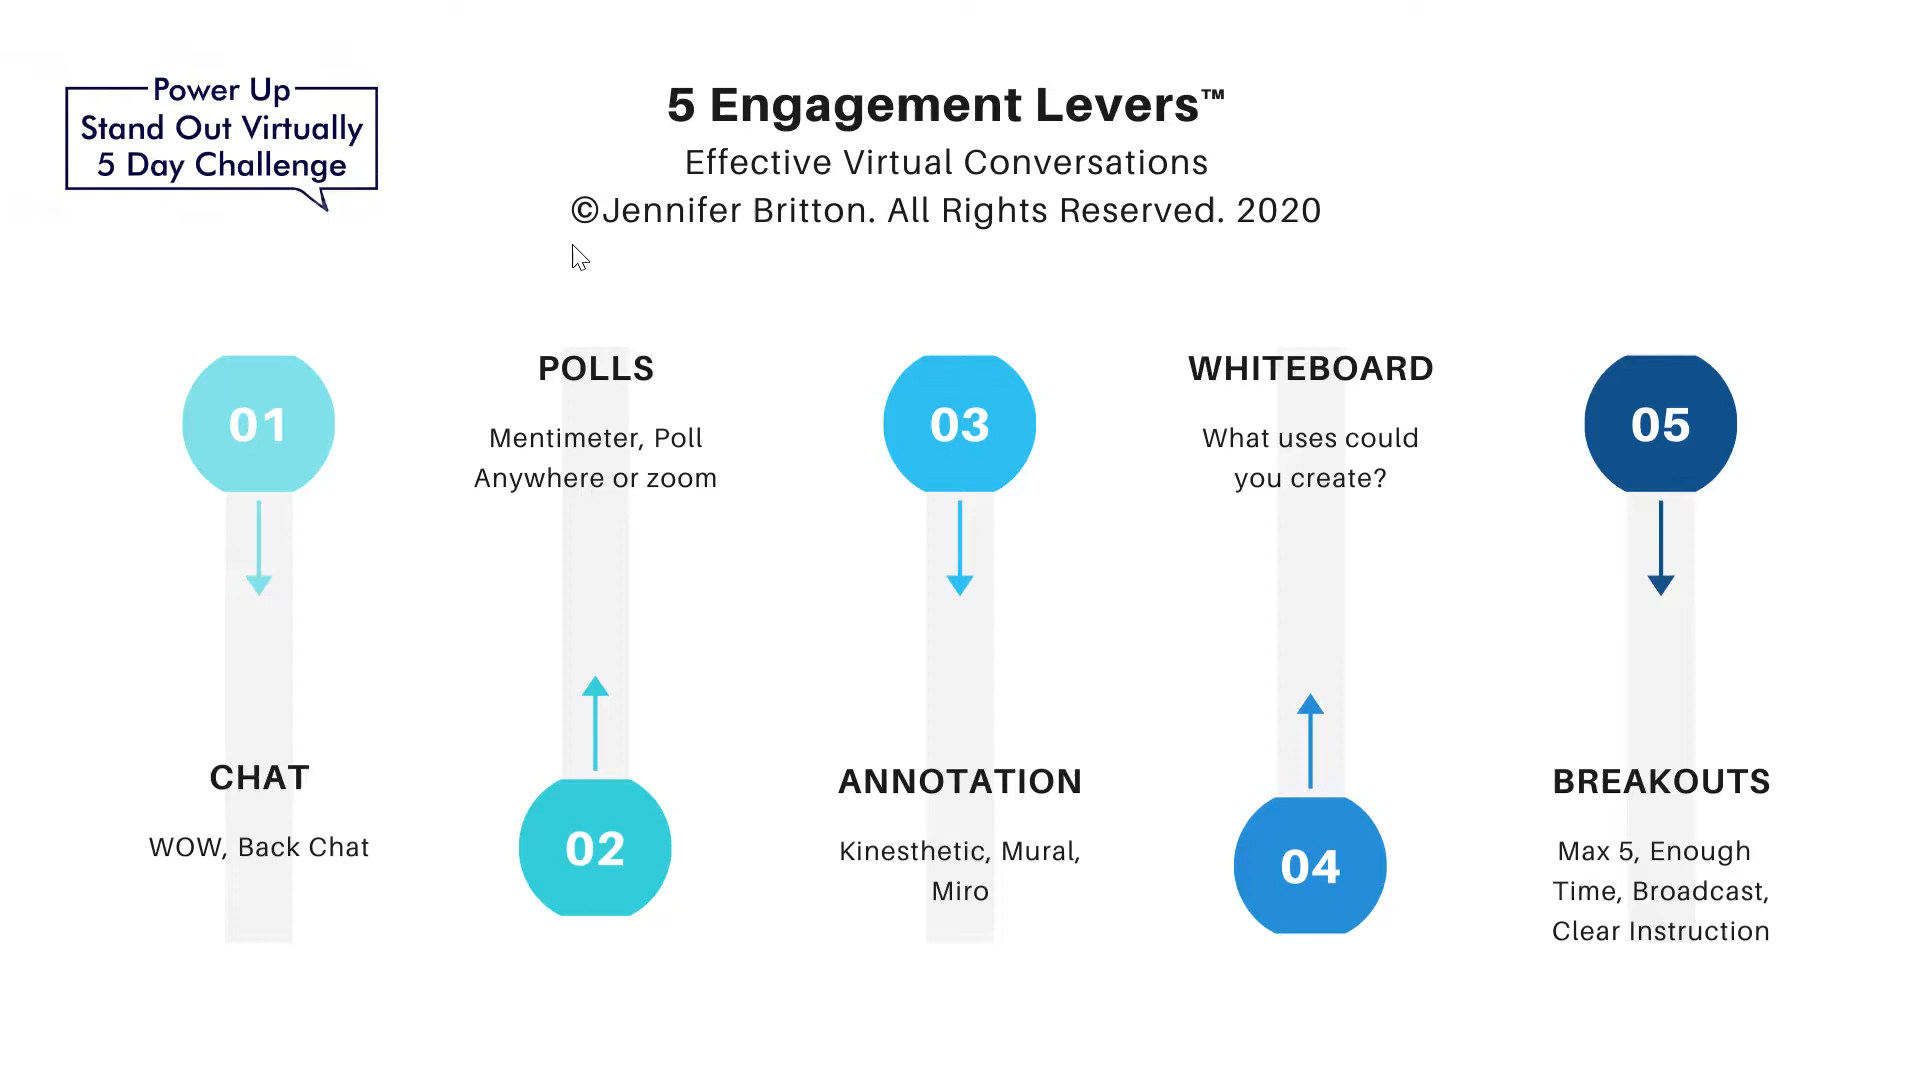 Power Up
Stand Out Virtually
5 Day Challenge
5 Engagement Levers™
Effective Virtual Conversations
©Jennifer Britton. All Rights Reserved. 2020
01
CHAT
WOW, Back Chat
POLLS
Mentimeter, Poll
Anywhere or zoom
02
03
ANNOTATION
Kinesthetic, Mural,
Miro
WHITEBOARD
What uses could
you create?
04
05
BREAKOUTS
Max 5, Enough
Time, Broadcast,
Clear Instruction